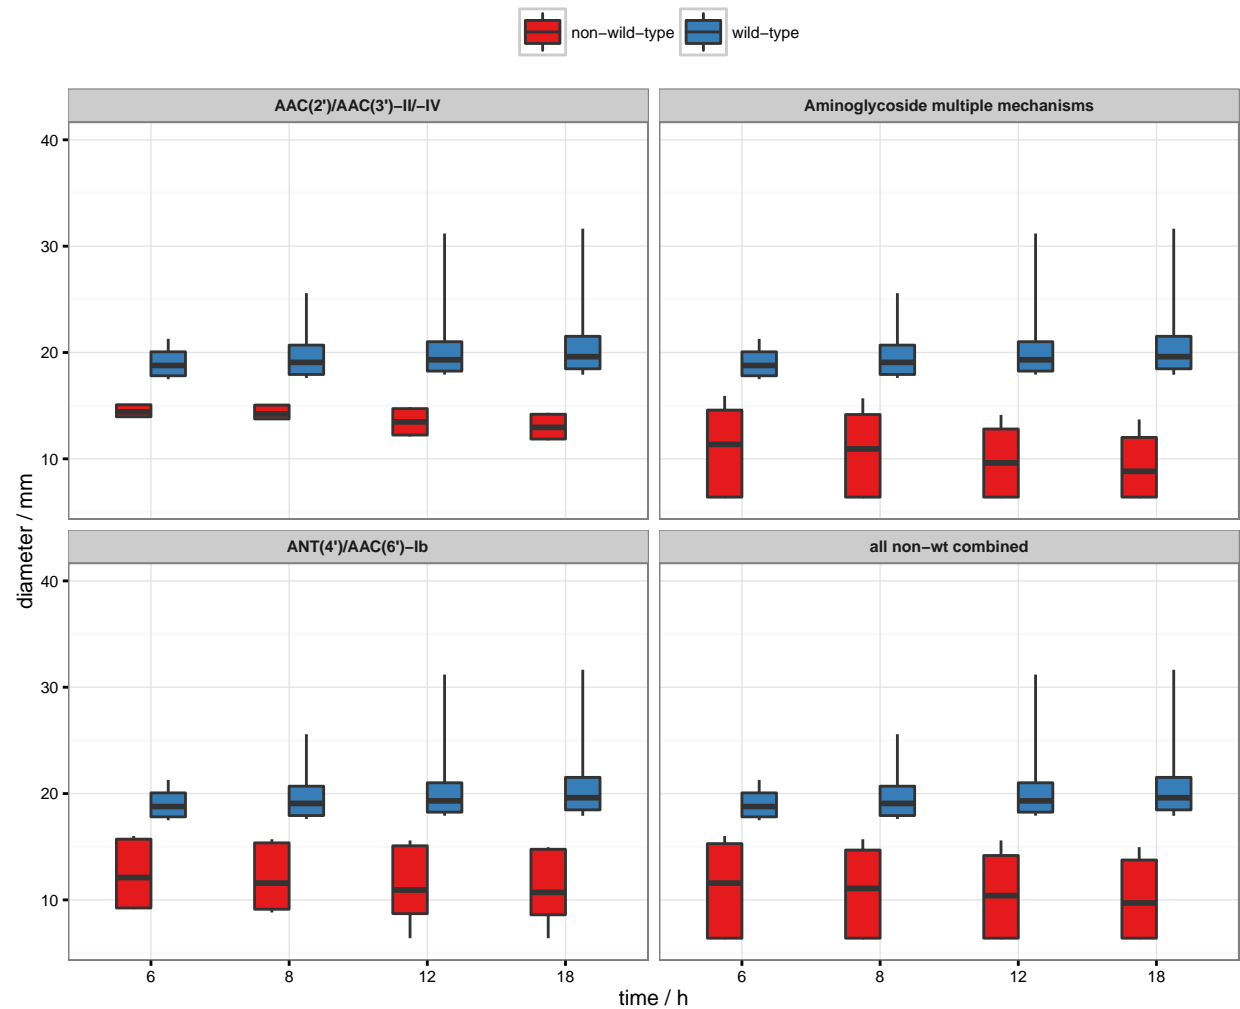 non−wild−type wild−type
AAC(2')/AAC(3')−II/−IV Aminoglycoside multiple mechanisms
40
30
20
10
ANT(4')/AAC(6')−Ib all non−wt combined
40
30
20
10
diameter / mm
6 8 12 18 6 8 12 18
time / h